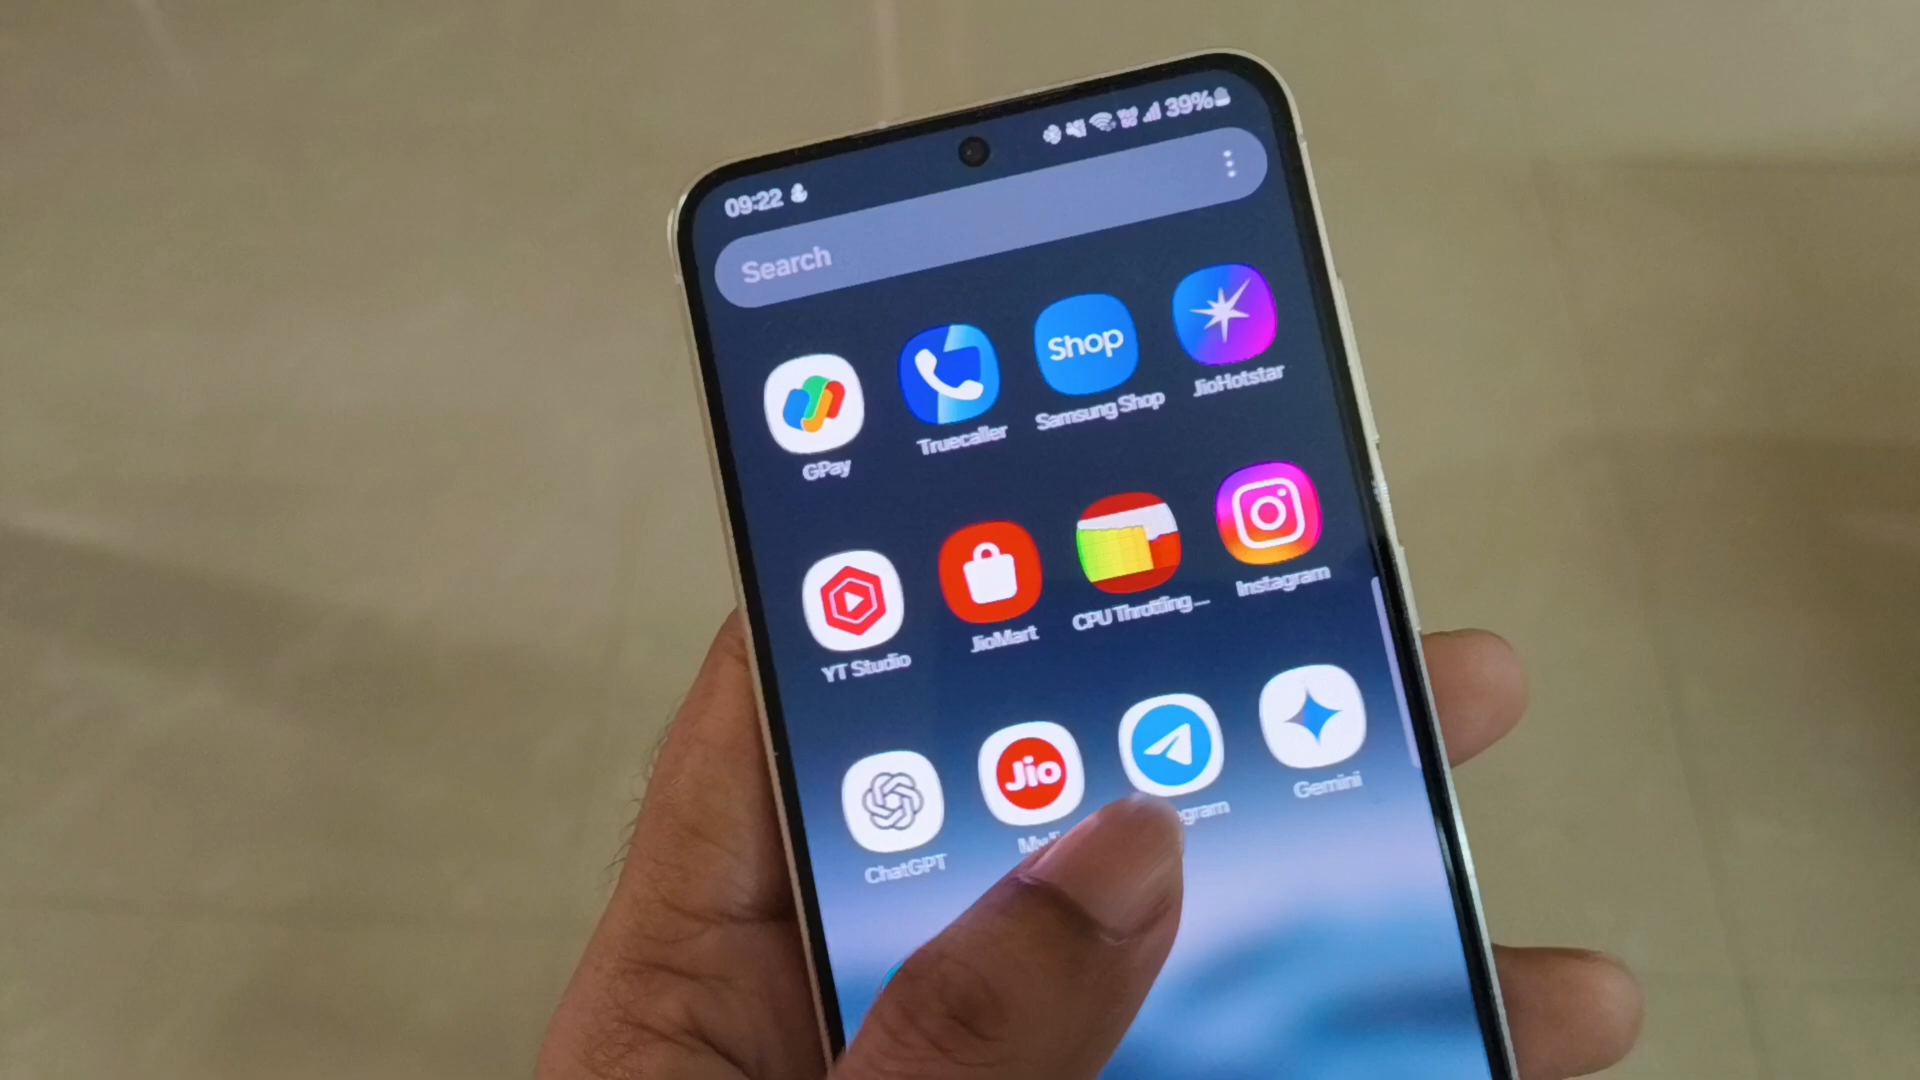 09:22 39%
Search
Shop
GPay Truecaller Samsung Shop JioHotstar
YT Studio JioMart CPU Throttling ... Instagram
Jio
ChatGPT egram Gemini